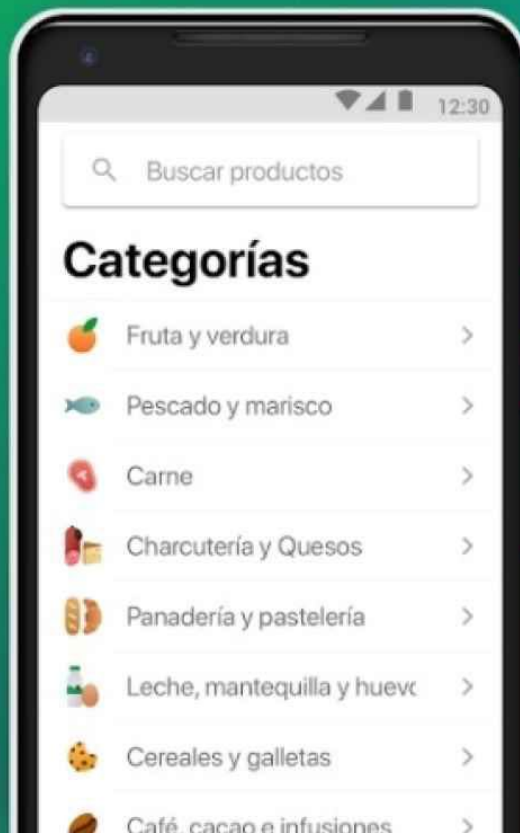 12:30
Buscar productos
Categorías
Fruta y verdura
Pescado y marisco
Carne
Charcutería y Quesos
Panadería y pastelería
Leche, mantequilla y huevo
Cereales y galletas
Café, cacao e infusiones